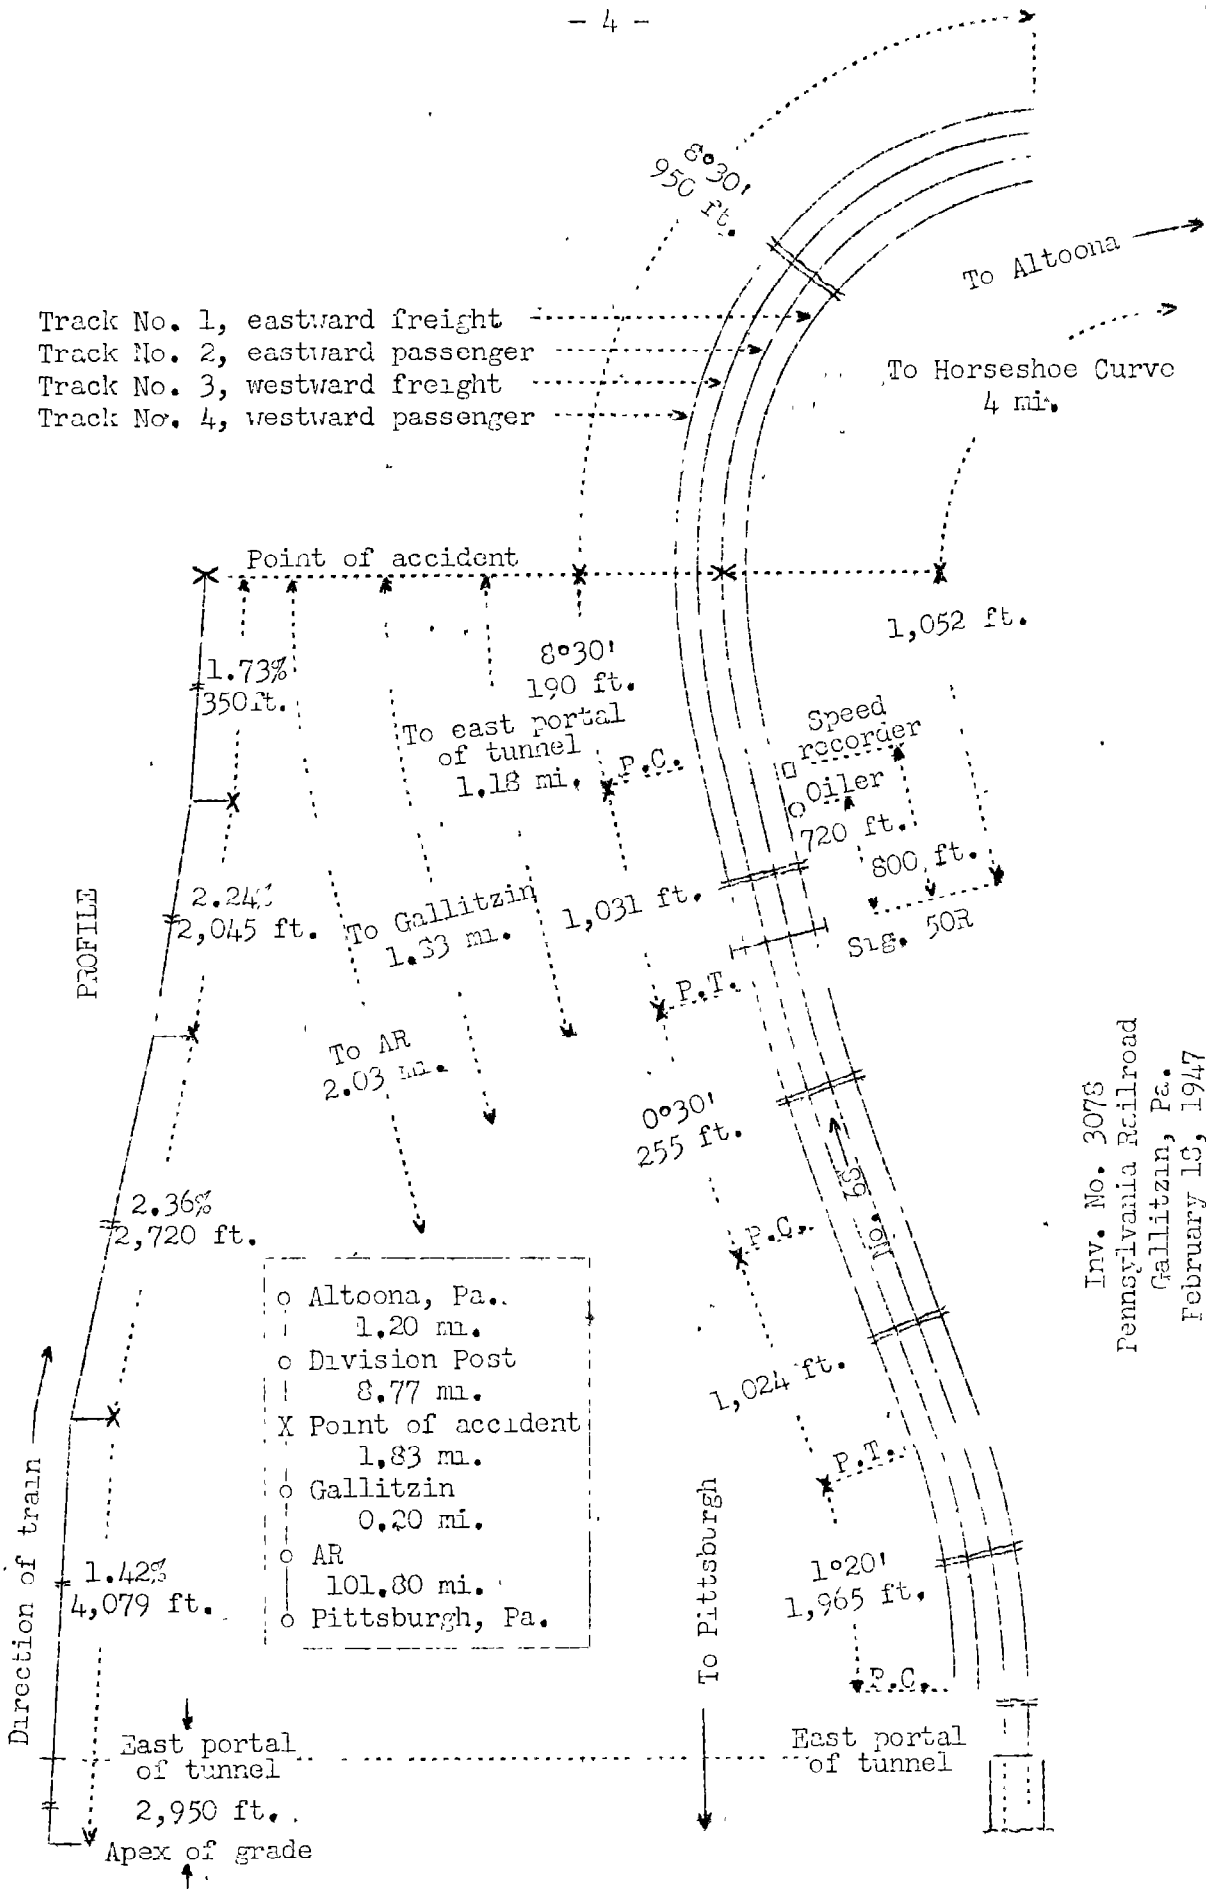 - 4 -
8°30'
950 ft.
To Altoona
Track No. 1, eastward freight
Track No. 2, eastward passenger
Track No. 3, westward freight
Track No. 4, westward passenger
To Horseshoe Curve
4 mi.
Point of accident
1,052 ft.
1.73%
350 ft.
8°30'
190 ft.
To east portal
of tunnel
1.18 mi.
P.C.
Speed
recorder
Oiler
720 ft.
800 ft.
Sig. 50R
PROFILE
2.24%
2,045 ft.
To Gallitzin
1.83 mi.
1,031 ft.
P.T.
To AR
2.03 mi.
0°30'
255 ft.
No.
P.C.
2.36%
2,720 ft.
Inv. No. 3078
Pennsylvania Railroad
Gallitzin, Pa.
February 18, 1947
Altoona, Pa.
1.20 mi.
Division Post
8.77 mi.
X Point of accident
1.83 mi.
Gallitzin
0.20 mi.
AR
101.80 mi.
Pittsburgh, Pa.
1,024 ft.
P.T.
Direction of train
1.42%
4,079 ft.
To Pittsburgh
1°20'
1,965 ft.
P.C.
East portal
of tunnel
East portal
of tunnel
2,950 ft.
Apex of grade